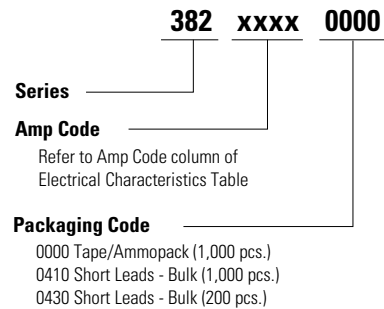 382 xxxx 0000
Series
Amp Code
Refer to Amp Code column of
Electrical Characteristics Table
Packaging Code
0000 Tape/Ammopack (1,000 pcs.)
0410 Short Leads - Bulk (1,000 pcs.)
0430 Short Leads - Bulk (200 pcs.)